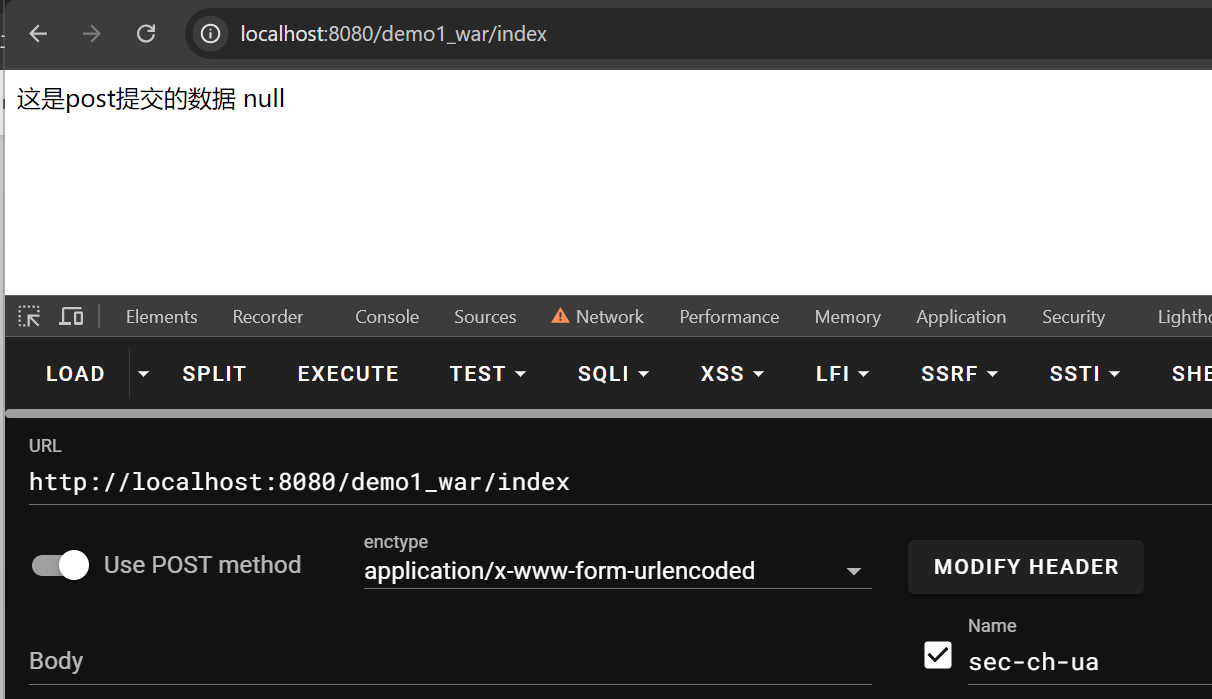 localhost:8080/demo1_war/index
这是post提交的数据 null
Elements Recorder Console Sources Network Performance Memory Application Security Lightho
LOAD SPLIT EXECUTE TEST SQLI XSS LFI SSRF SSTI SHE
URL
http://localhost:8080/demo1_war/index
Use POST method
enctype
application/x-www-form-urlencoded
MODIFY HEADER
Body
Name
sec-ch-ua